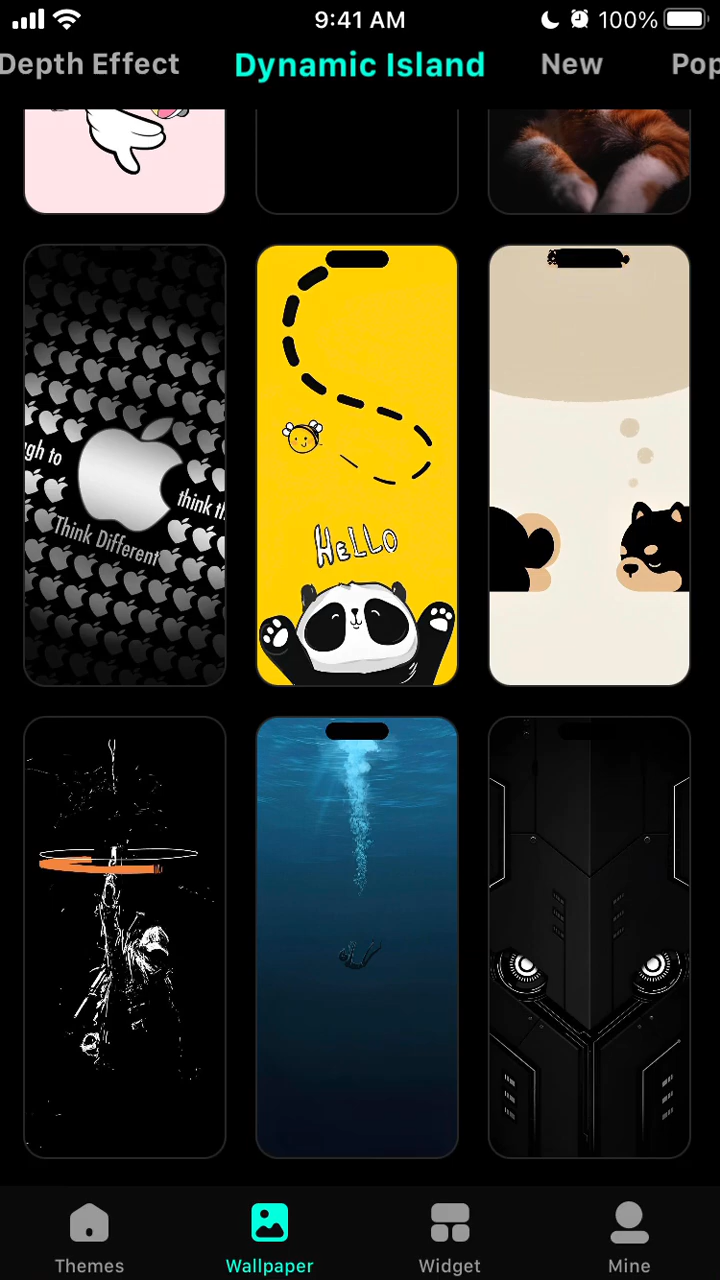 9:41 AM
100%
Depth Effect
Dynamic Island
New
Pop
gh to
think th
Think Different
HELLO
Themes
Wallpaper
Widget
Mine